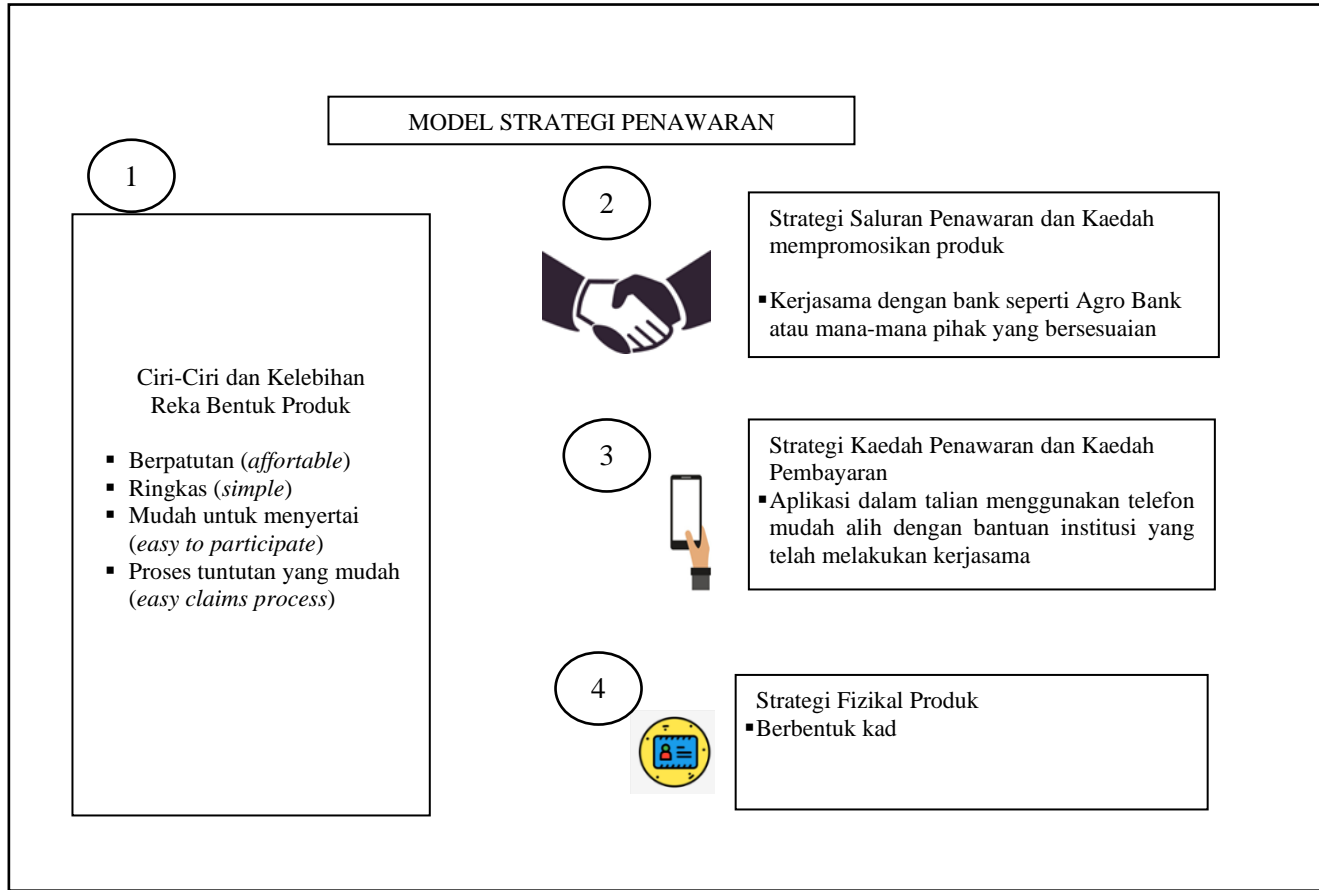 MODEL STRATEGI PENAWARAN
1
Ciri-Ciri dan Kelebihan
Reka Bentuk Produk
▪ Berpatutan (affortable)
▪ Ringkas (simple)
▪ Mudah untuk menyertai
(easy to participate)
▪ Proses tuntutan yang mudah
(easy claims process)
2
Strategi Saluran Penawaran dan Kaedah
mempromosikan produk
▪Kerjasama dengan bank seperti Agro Bank
atau mana-mana pihak yang bersesuaian
3
Strategi Kaedah Penawaran dan Kaedah
Pembayaran
▪Aplikasi dalam talian menggunakan telefon
mudah alih dengan bantuan institusi yang
telah melakukan kerjasama
4
Strategi Fizikal Produk
▪Berbentuk kad